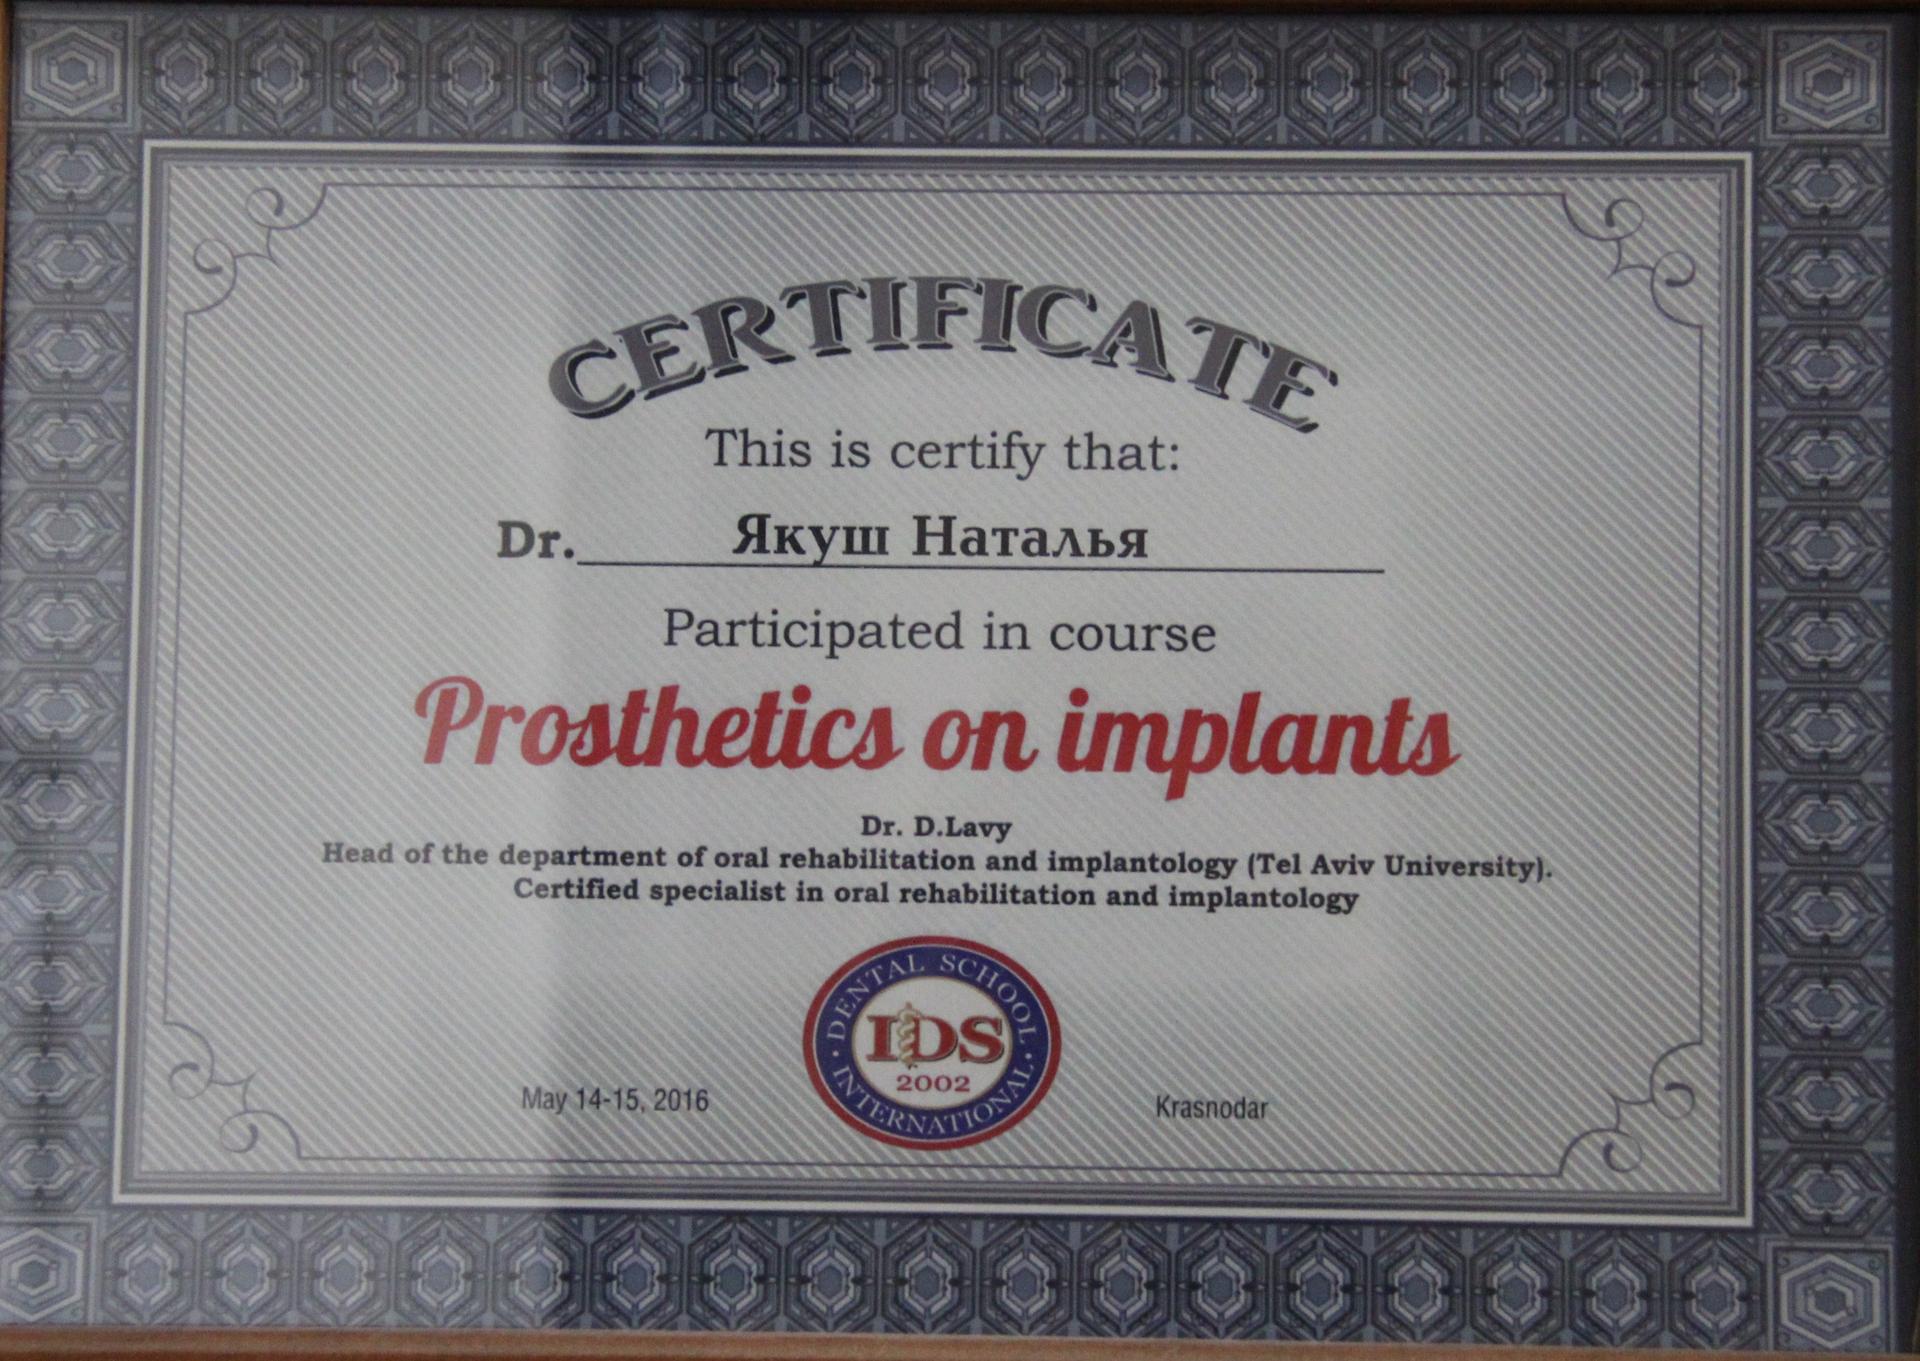 CERTIFICATE
This is certify that:
Dr. Якуш Наталья
Participated in course
Prosthetics on implants
Dr. D.Lavy
Head of the department of oral rehabilitation and implantology (Tel Aviv University).
Certified specialist in oral rehabilitation and implantology
DENTAL SCHOOL
IDS
2002
INTERNATIONAL
May 14-15, 2016
Krasnodar